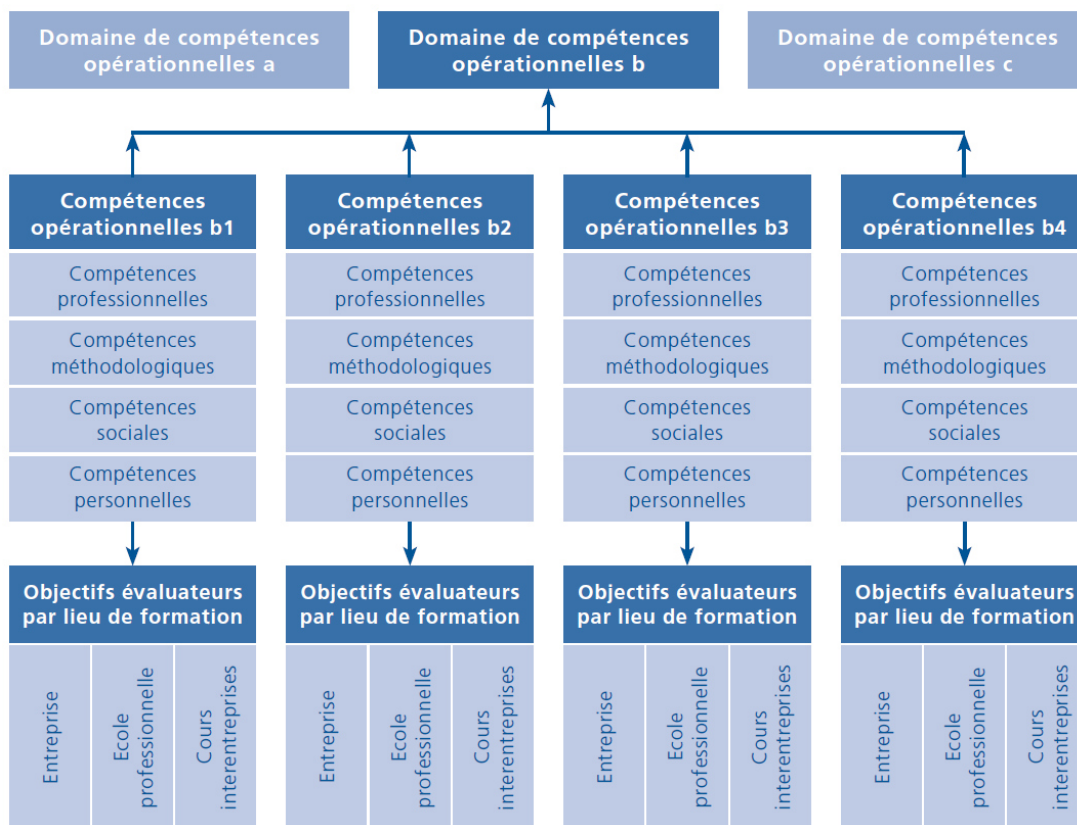 Domaine de compétences
opérationnelles a
Domaine de compétences
opérationnelles b
Domaine de compétences
opérationnelles c
Compétences
opérationnelles b1
Compétences
professionnelles
Compétences
méthodologiques
Compétences
sociales
Compétences
personnelles
Objectifs évaluateurs
par lieu de formation
Entreprise
Ecole
professionnelle
Cours
interentreprises
Compétences
opérationnelles b2
Compétences
professionnelles
Compétences
méthodologiques
Compétences
sociales
Compétences
personnelles
Objectifs évaluateurs
par lieu de formation
Entreprise
Ecole
professionnelle
Cours
interentreprises
Compétences
opérationnelles b3
Compétences
professionnelles
Compétences
méthodologiques
Compétences
sociales
Compétences
personnelles
Objectifs évaluateurs
par lieu de formation
Entreprise
Ecole
professionnelle
Cours
interentreprises
Compétences
opérationnelles b4
Compétences
professionnelles
Compétences
méthodologiques
Compétences
sociales
Compétences
personnelles
Objectifs évaluateurs
par lieu de formation
Entreprise
Ecole
professionnelle
Cours
interentreprises